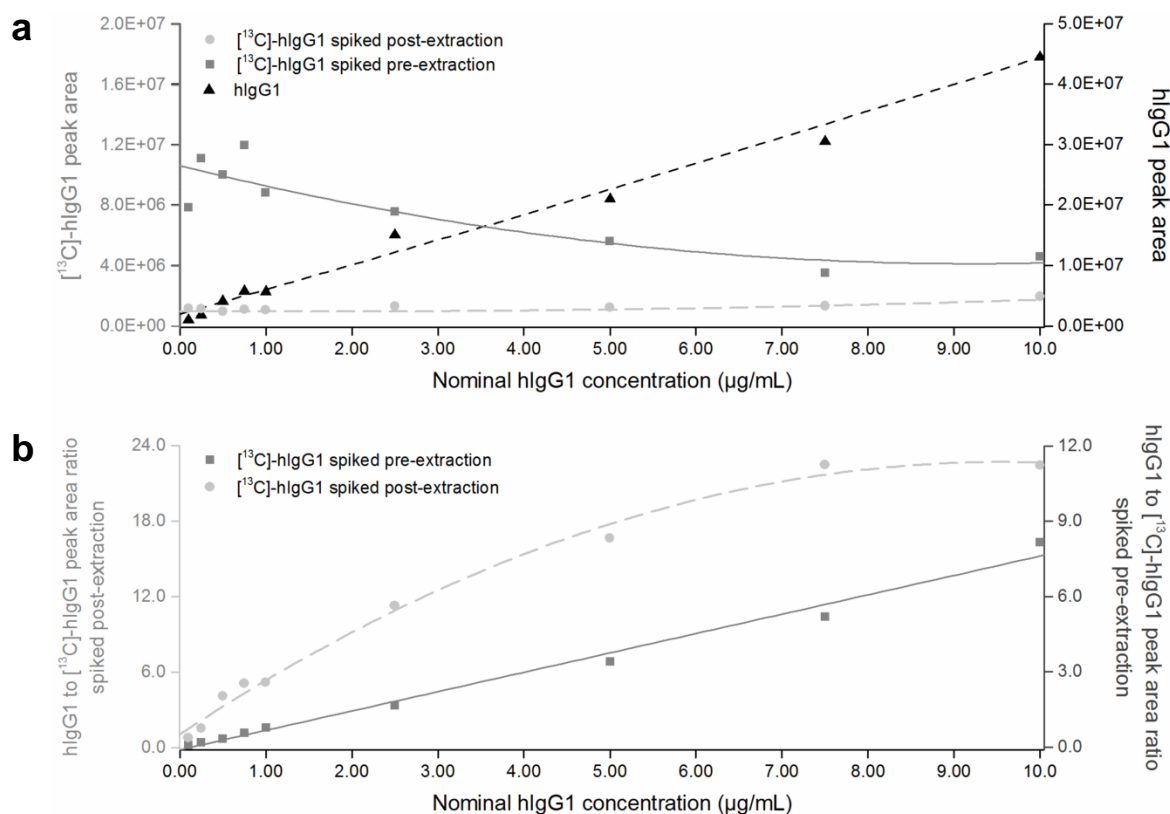 a
[¹³C]-hIgG1 spiked post-extraction
[¹³C]-hIgG1 spiked pre-extraction
hIgG1
2.0E+07
1.6E+07
1.2E+07
8.0E+06
4.0E+06
0.0E+00
[¹³C]-hIgG1 peak area
5.0E+07
4.0E+07
3.0E+07
2.0E+07
1.0E+07
0.0E+00
hIgG1
peak area
0.00 1.00 2.00 3.00 4.00 5.00 6.00 7.00 8.00 9.00 10.0
Nominal hIgG1 concentration (µg/mL)
b
[¹³C]-hIgG1 spiked pre-extraction
[¹³C]-hIgG1 spiked post-extraction
24.0
18.0
12.0
6.0
0.0
hIgG1 to [¹³C]-hIgG1 peak area ratio
spiked post-extraction
12.0
9.0
6.0
3.0
0.0
hIgG1 to [¹³C]-hIgG1 peak area ratio
spiked pre-extraction
0.00 1.00 2.00 3.00 4.00 5.00 6.00 7.00 8.00 9.00 10.0
Nominal hIgG1 concentration (µg/mL)